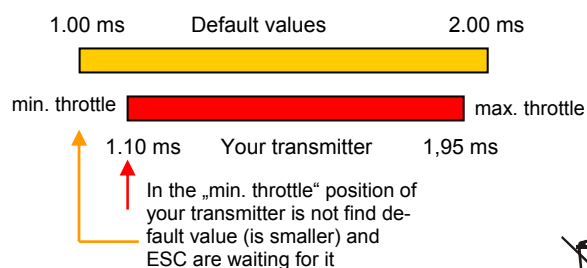 1.00 ms Default values 2.00 ms
min. throttle max. throttle
1.10 ms Your transmitter 1,95 ms
In the „min. throttle“ position of
your transmitter is not find de-
fault value (is smaller) and
ESC are waiting for it